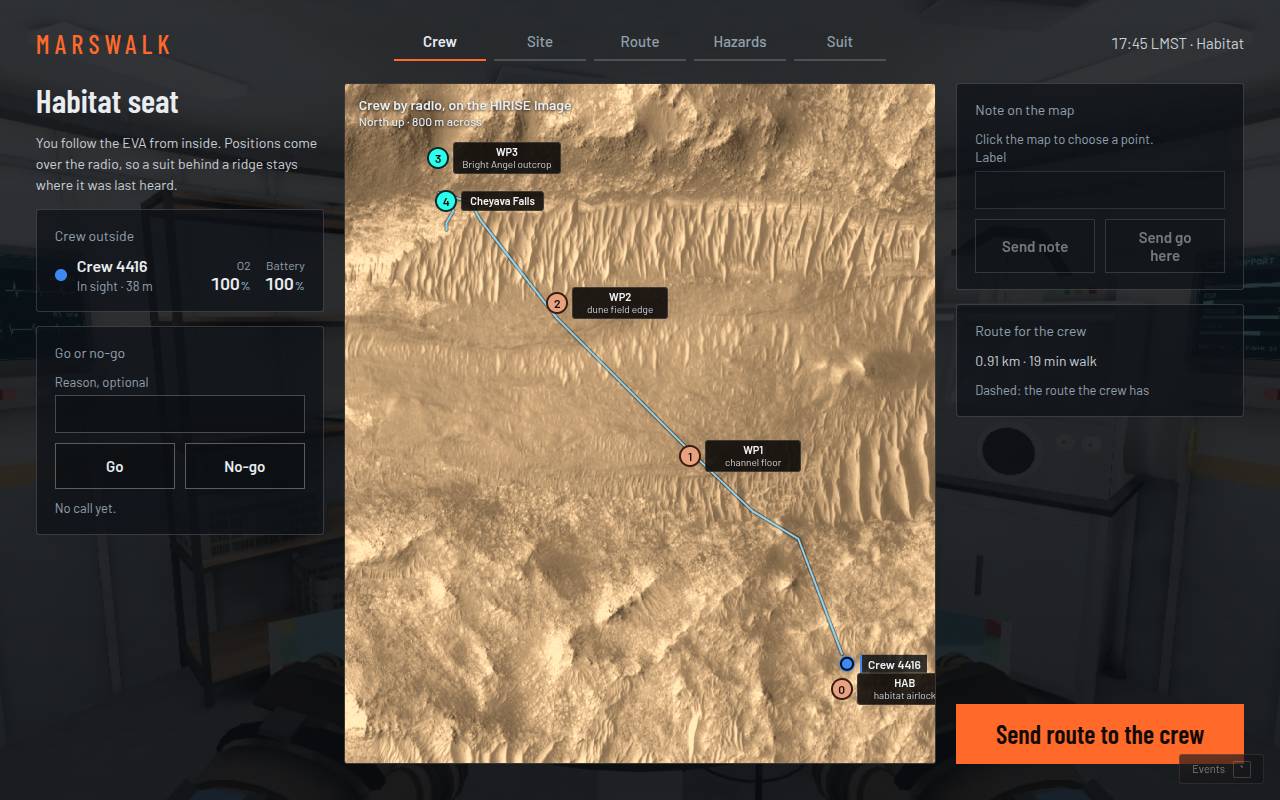 MARSWALK
Crew
Site
Route
Hazards
Suit
17:45 LMST · Habitat
Habitat seat
You follow the EVA from inside. Positions come
over the radio, so a suit behind a ridge stays
where it was last heard.
Crew outside
Crew 4416
In sight · 38 m
O2
100%
Battery
100%
Go or no-go
Reason, optional
Go
No-go
No call yet.
Crew by radio, on the HiRISE image
North up · 800 m across
3
WP3
Bright Angel outcrop
4
Cheyava Falls
2
WP2
dune field edge
1
WP1
channel floor
Crew 4416
0
HAB
habitat airlock
Note on the map
Click the map to choose a point.
Label
Send note
Send go
here
Route for the crew
0.91 km · 19 min walk
Dashed: the route the crew has
Send route to the crew
Events